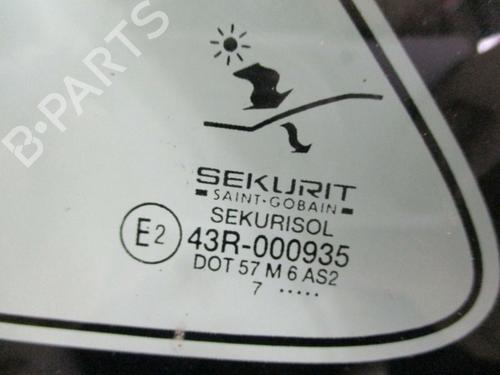 B-PARTS
SEKURIT
SAINT-GOBAIN
SEKURISOL
E2 43R-000935
DOT 57 M 6 AS2
7 .....